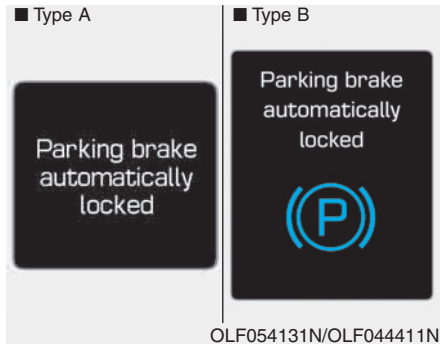 ■ Type A
Parking brake
automatically
locked
■ Type B
Parking brake
automatically
locked
P
OLF054131N/OLF044411N